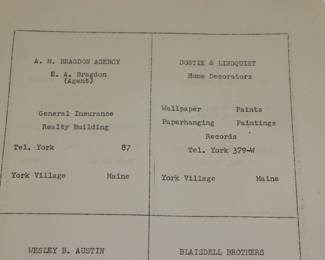 A. M. BRAGDON AGENCY
E. A. Bragdon
(Agent)
General Insurance
Realty Building
Tel. York 87
York Village Maine
DOSTIE & LINDQUIST
Home Decorators
Wallpaper Paints
Paperhanging Paintings
Records
Tel. York 379-W
York Village Maine
WESLEY B. AUSTIN
BLAISDELL BROTHERS